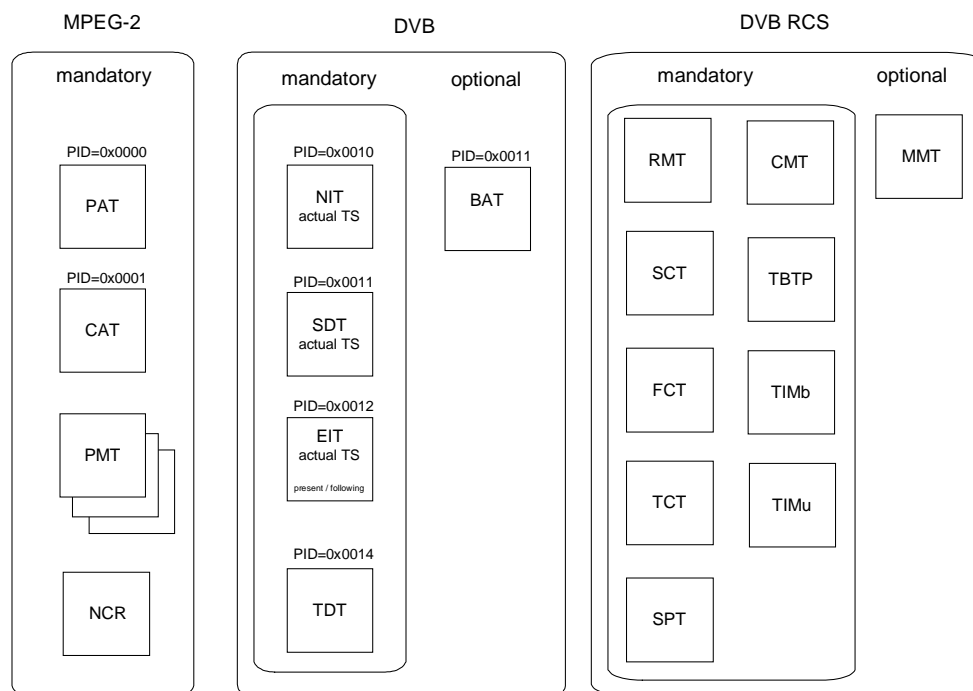 MPEG-2
mandatory
PID=0x0000
PAT
PID=0x0001
CAT
PMT
NCR
DVB
mandatory
optional
PID=0x0010
NIT
actual TS
PID=0x0011
SDT
actual TS
PID=0x0012
EIT
actual TS
present / following
PID=0x0014
TDT
PID=0x0011
BAT
DVB RCS
mandatory
optional
RMT
CMT
SCT
TBTP
FCT
TIMb
TCT
TIMu
SPT
MMT